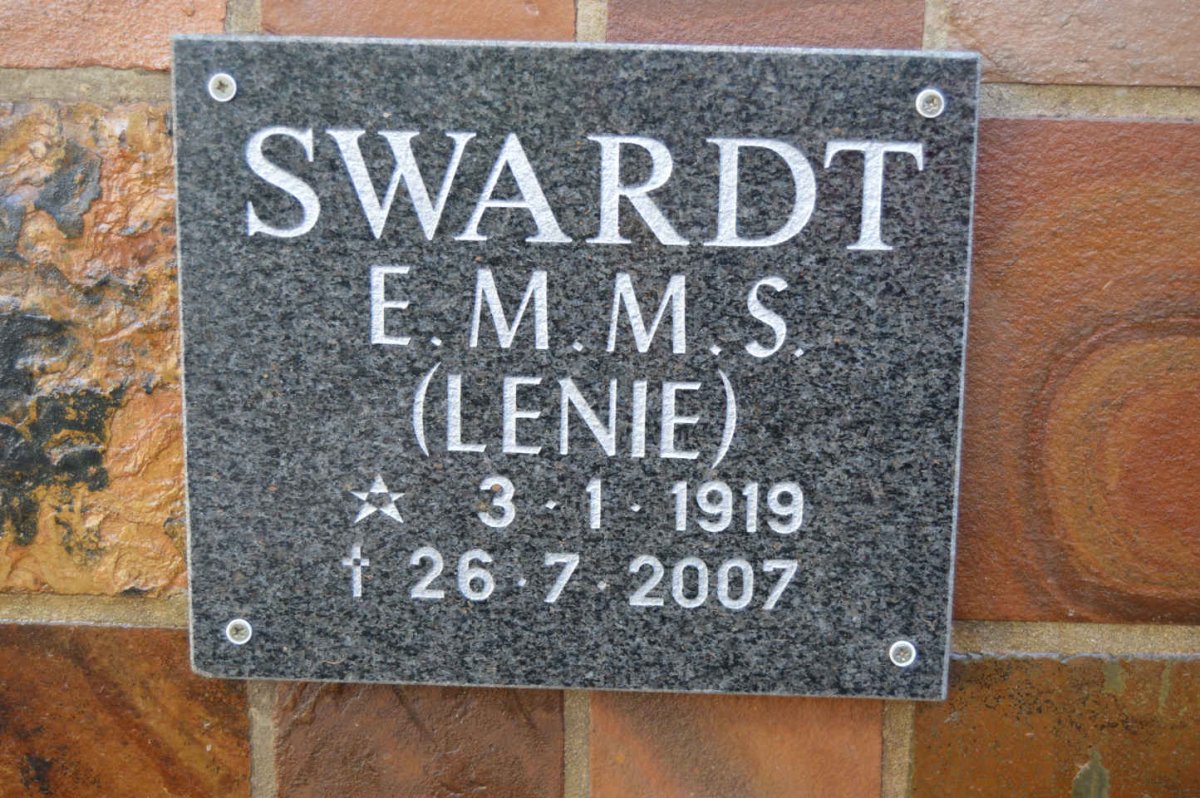 SWARDT
E.M.M.S.
(LENIE)
☆ 3·1·1919
† 26·7·2007